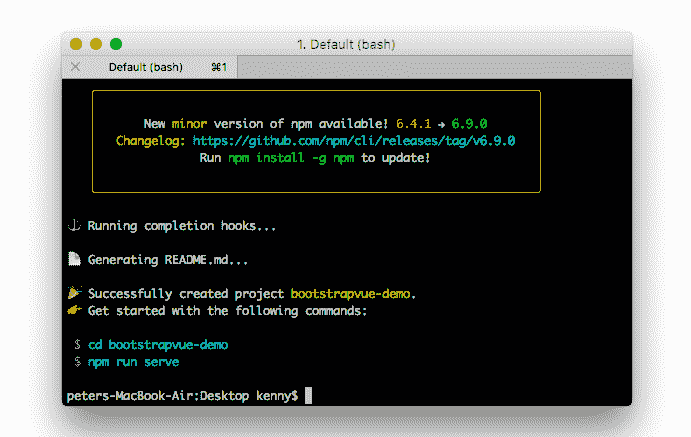 1. Default (bash)
Default (bash) ⌘1
New minor version of npm available! 6.4.1 → 6.9.0
Changelog: https://github.com/npm/cli/releases/tag/v6.9.0
Run npm install -g npm to update!
Running completion hooks...
Generating README.md...
Successfully created project bootstrapvue-demo.
Get started with the following commands:
$ cd bootstrapvue-demo
$ npm run serve
peters-MacBook-Air:Desktop kenny$